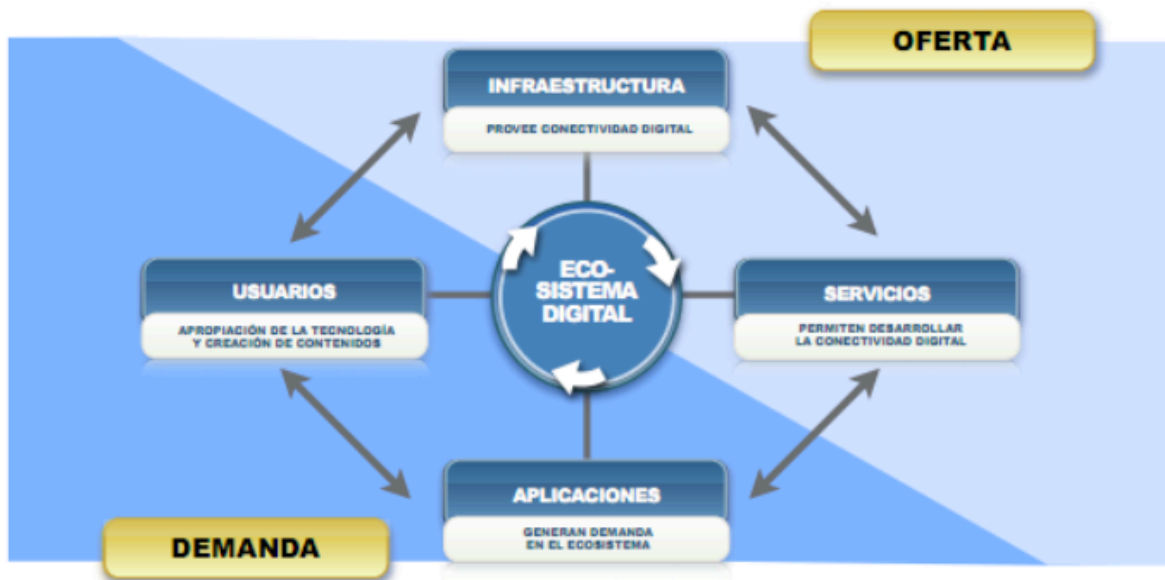 OFERTA
INFRAESTRUCTURA
PROVEE CONECTIVIDAD DIGITAL
USUARIOS
APROPIACIÓN DE LA TECNOLOGÍA
Y CREACIÓN DE CONTENIDOS
ECO-
SISTEMA
DIGITAL
SERVICIOS
PERMITEN DESARROLLAR
LA CONECTIVIDAD DIGITAL
APLICACIONES
GENERAN DEMANDA
EN EL ECOSISTEMA
DEMANDA